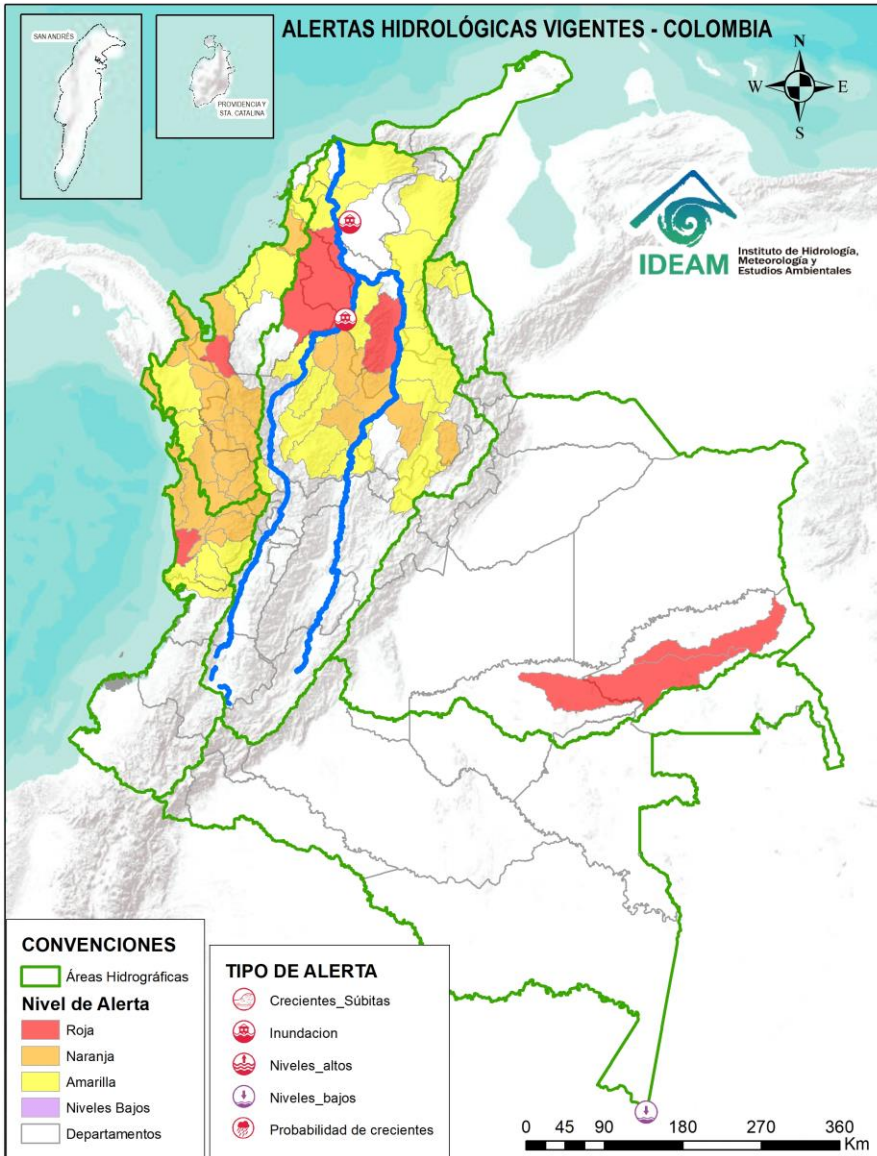 ALERTAS HIDROLÓGICAS VIGENTES - COLOMBIA
SAN ANDRÉS
PROVIDENCIA Y
STA. CATALINA
N
W
E
S
IDEAM
Instituto de Hidrología,
Meteorología y
Estudios Ambientales
CONVENCIONES
Áreas Hidrográficas
Nivel de Alerta
Roja
Naranja
Amarilla
Niveles Bajos
Departamentos
TIPO DE ALERTA
Crecientes_Súbitas
Inundacion
Niveles_altos
Niveles_bajos
Probabilidad de crecientes
0 45 90 180 270 360
Km